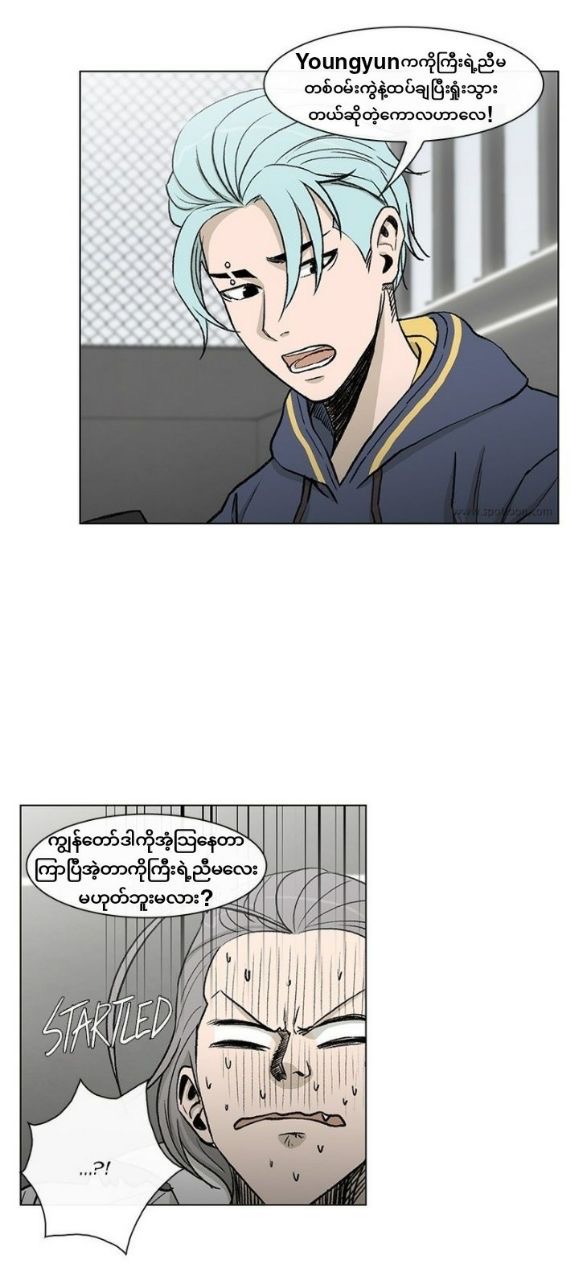 Youngyunကကိုကြီးရဲ့ညီမ
တစ်ဝမ်းကွဲနဲ့ထပ်ချပြီးရှုံးသွား
တယ်ဆိုတဲ့ကောလဟာလေ!
ကျွန်တော်ဒါကိုအံ့ဩနေတာ
ကြာပြီအဲ့တာကိုကြီးရဲ့ညီမလေး
မဟုတ်ဘူးမလား?
STARTLED
...?!